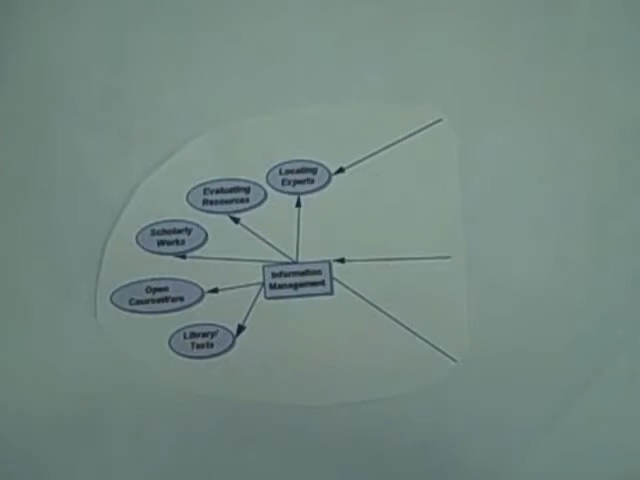 Locating
Experts
Evaluating
Resources
Scholarly
Works
Information
Management
Open
CourseWare
Library/
Texts